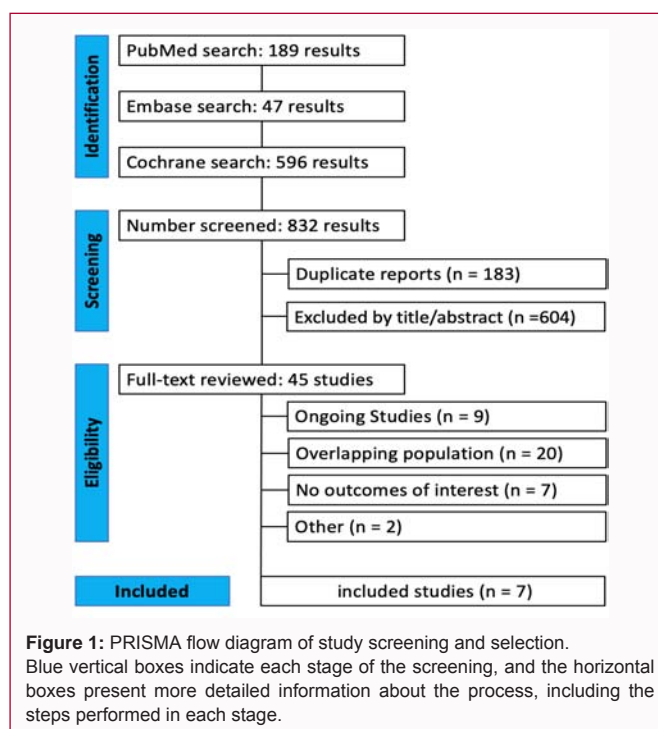 Identification
PubMed search: 189 results
Embase search: 47 results
Cochrane search: 596 results
Screening
Number screened: 832 results
Duplicate reports (n = 183)
Excluded by title/abstract (n =604)
Eligibility
Full-text reviewed: 45 studies
Ongoing Studies (n = 9)
Overlapping population (n = 20)
No outcomes of interest (n = 7)
Other (n = 2)
Included
included studies (n = 7)
Figure 1: PRISMA flow diagram of study screening and selection.
Blue vertical boxes indicate each stage of the screening, and the horizontal
boxes present more detailed information about the process, including the
steps performed in each stage.